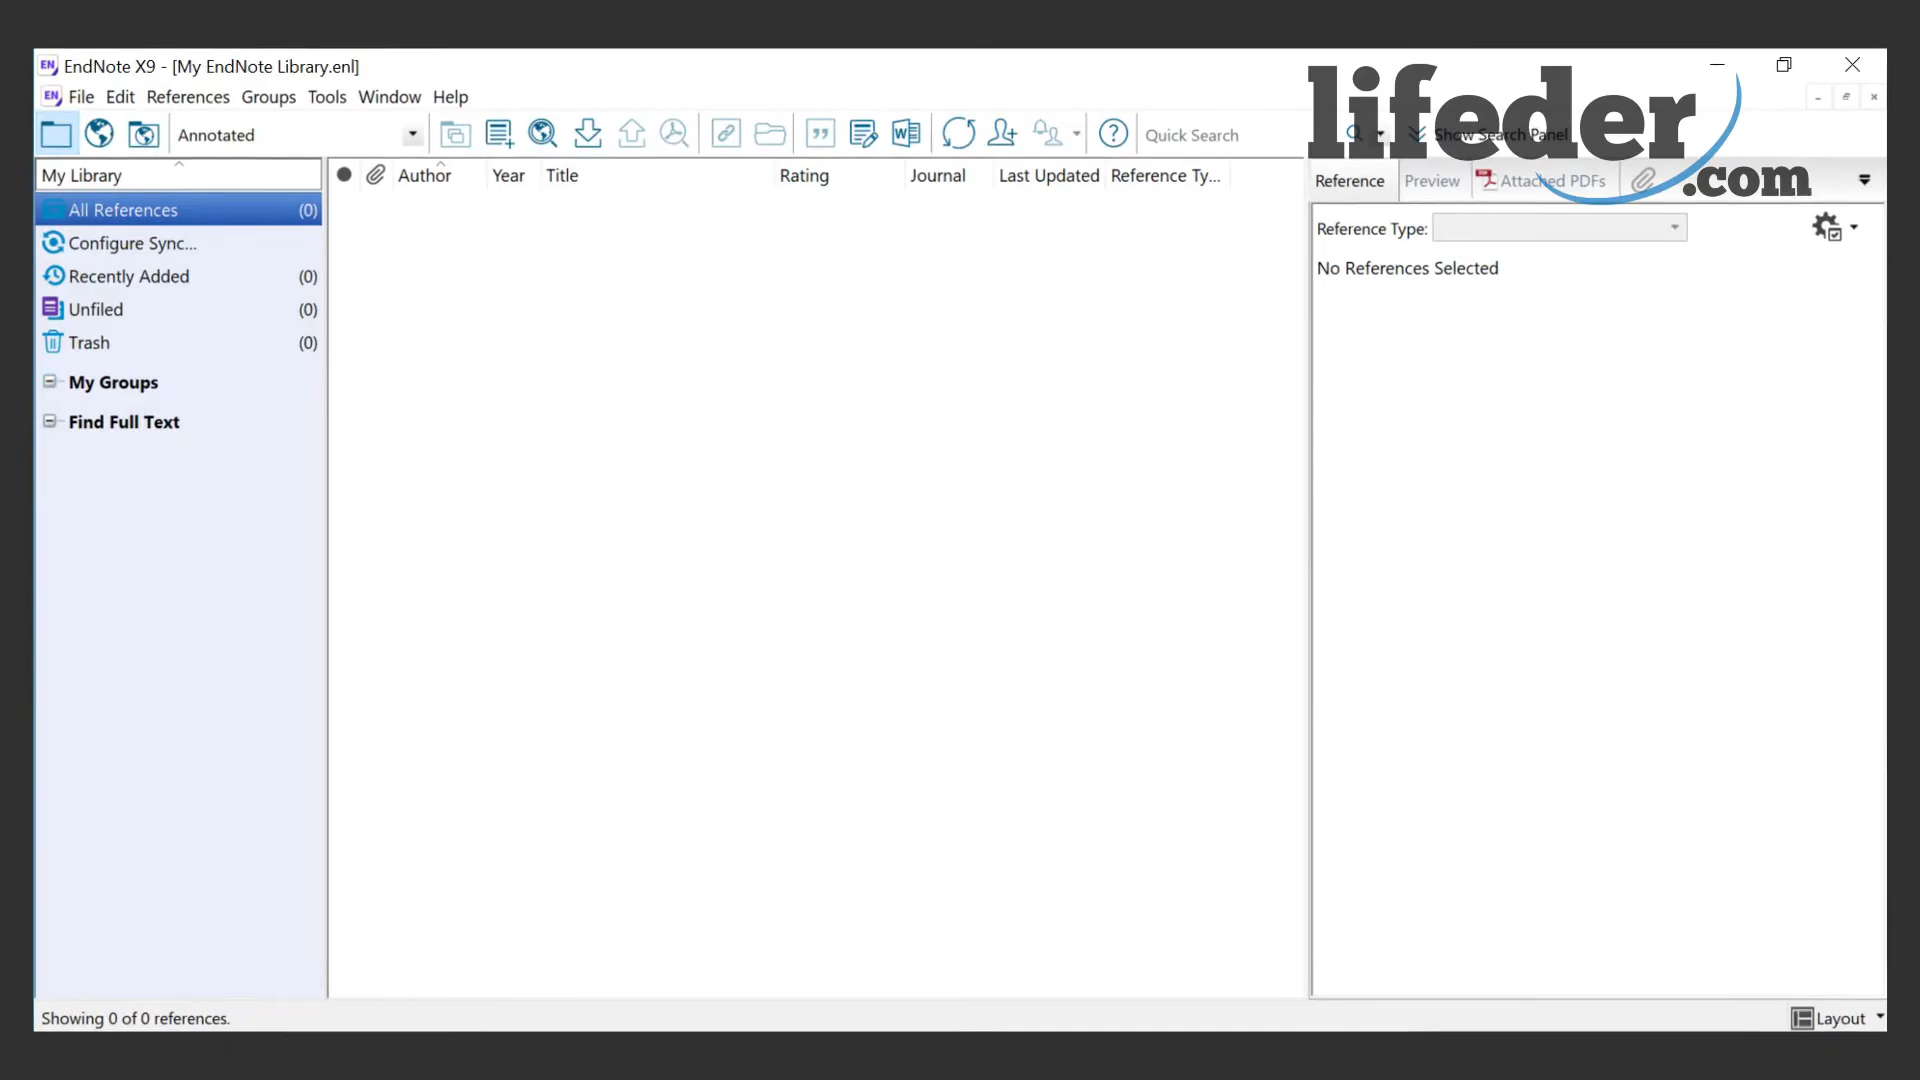 EN EndNote X9 - [My EndNote Library.enl]
EN File Edit References Groups Tools Window Help
Annotated Quick Search Show Search Panel
lifeder
.com
My Library
All References (0)
Configure Sync...
Recently Added (0)
Unfiled (0)
Trash (0)
My Groups
Find Full Text
Author Year Title Rating Journal Last Updated Reference Ty...
Reference Preview Attached PDFs
Reference Type:
No References Selected
Showing 0 of 0 references.
Layout